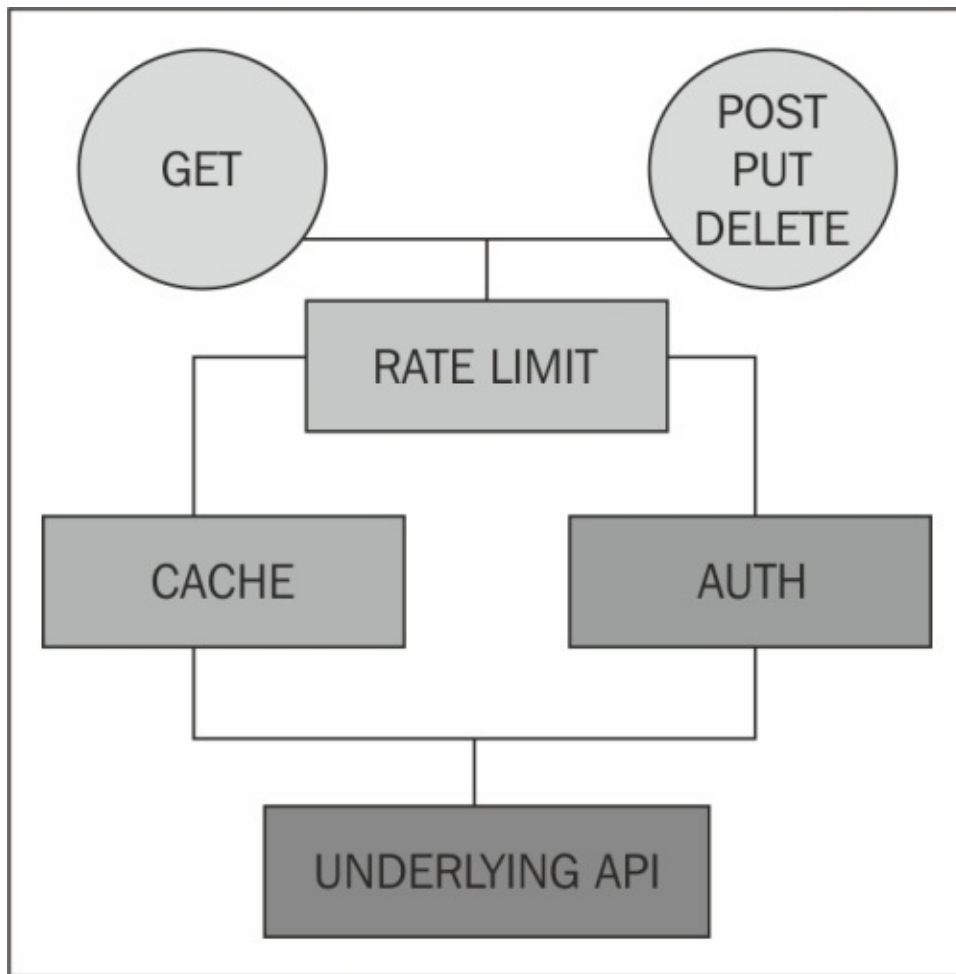 GET
POST
PUT
DELETE
RATE LIMIT
CACHE
AUTH
UNDERLYING API